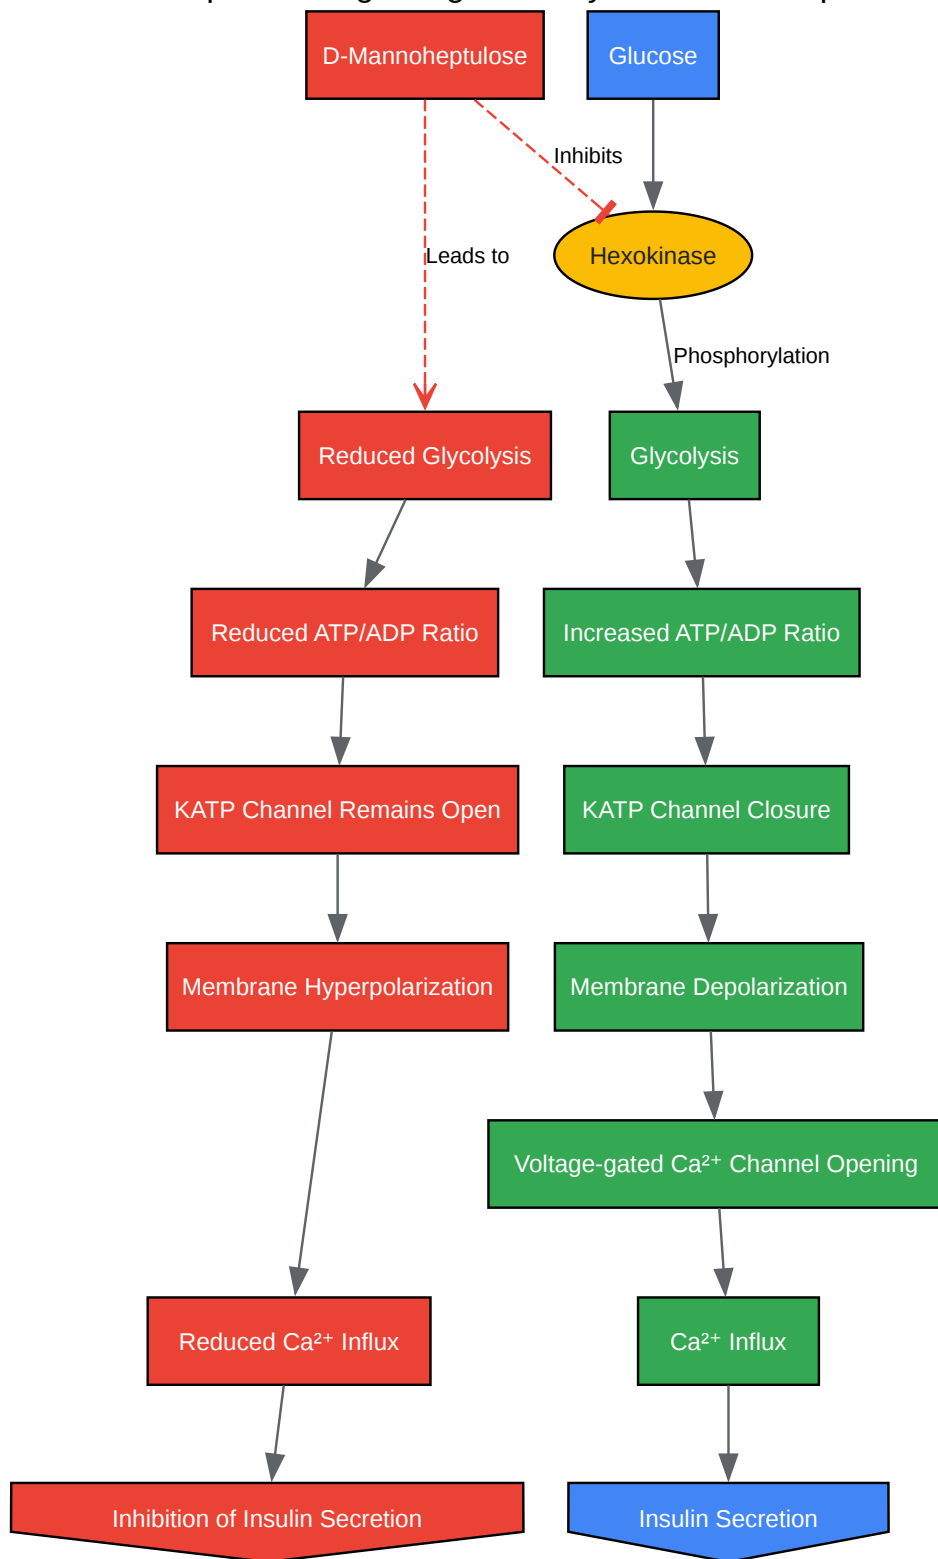 D-Mannoheptulose
Glucose
Inhibits
Leads to
Hexokinase
Phosphorylation
Reduced Glycolysis
Glycolysis
Reduced ATP/ADP Ratio
Increased ATP/ADP Ratio
KATP Channel Remains Open
KATP Channel Closure
Membrane Hyperpolarization
Membrane Depolarization
Voltage-gated Ca²⁺ Channel Opening
Reduced Ca²⁺ Influx
Ca²⁺ Influx
Inhibition of Insulin Secretion
Insulin Secretion